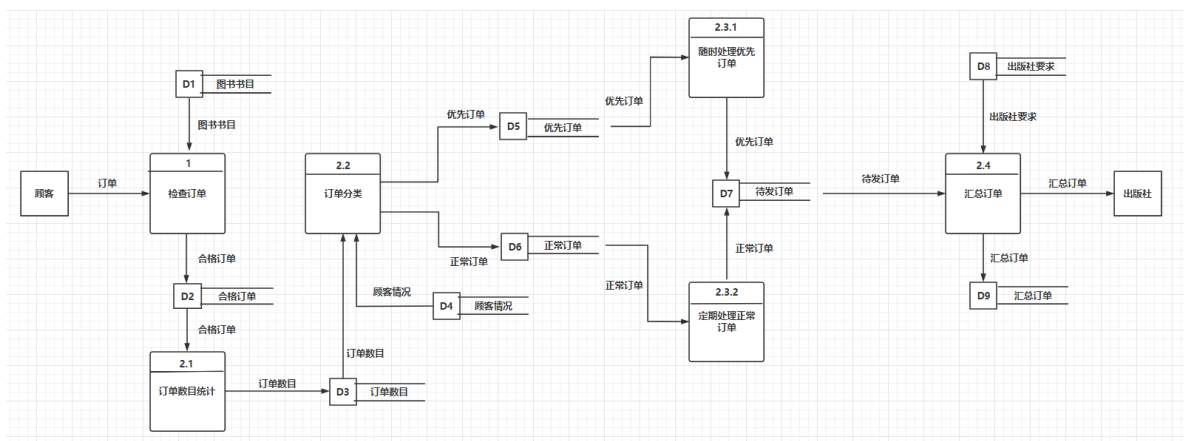 2.3.1
随时处理优先
订单
D8
出版社要求
D1
图书书目
优先订单
优先订单
D5
优先订单
出版社要求
图书书目
优先订单
1
检查订单
2.2
订单分类
2.4
汇总订单
顾客
订单
D7
待发订单
待发订单
汇总订单
出版社
D6
正常订单
正常订单
正常订单
合格订单
汇总订单
正常订单
2.3.2
定期处理正常
订单
D2
合格订单
顾客情况
D4
顾客情况
D9
汇总订单
合格订单
订单数目
2.1
订单数目统计
订单数目
D3
订单数目